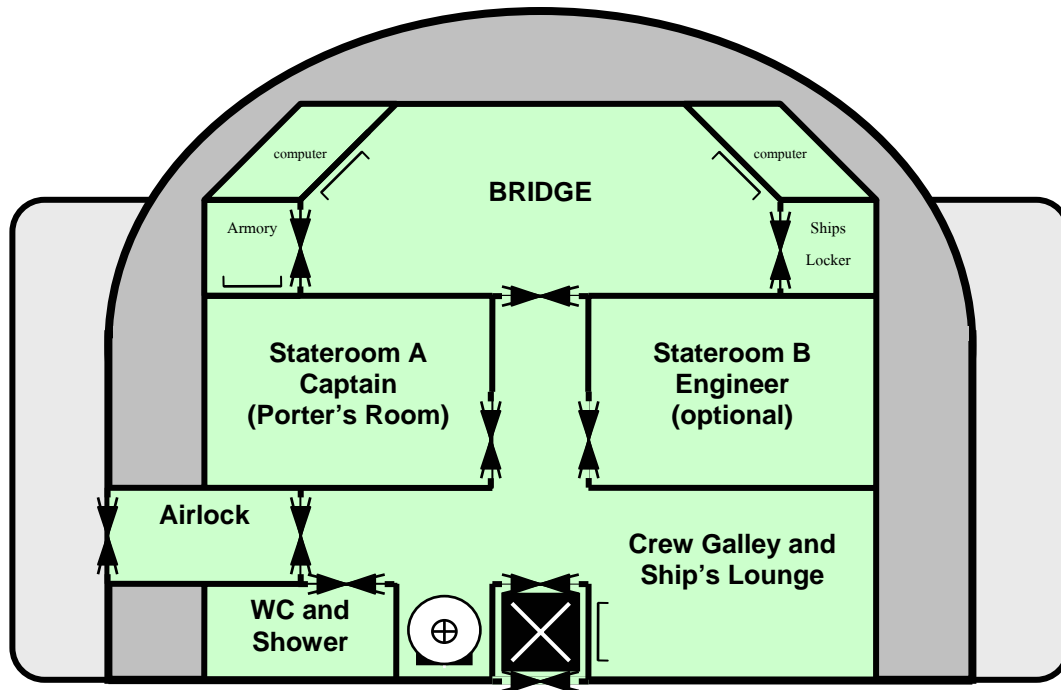 computer
computer
BRIDGE
Armory
Ships
Locker
Stateroom A
Captain
(Porter’s Room)
Stateroom B
Engineer
(optional)
Airlock
Crew Galley and
Ship’s Lounge
WC and
Shower